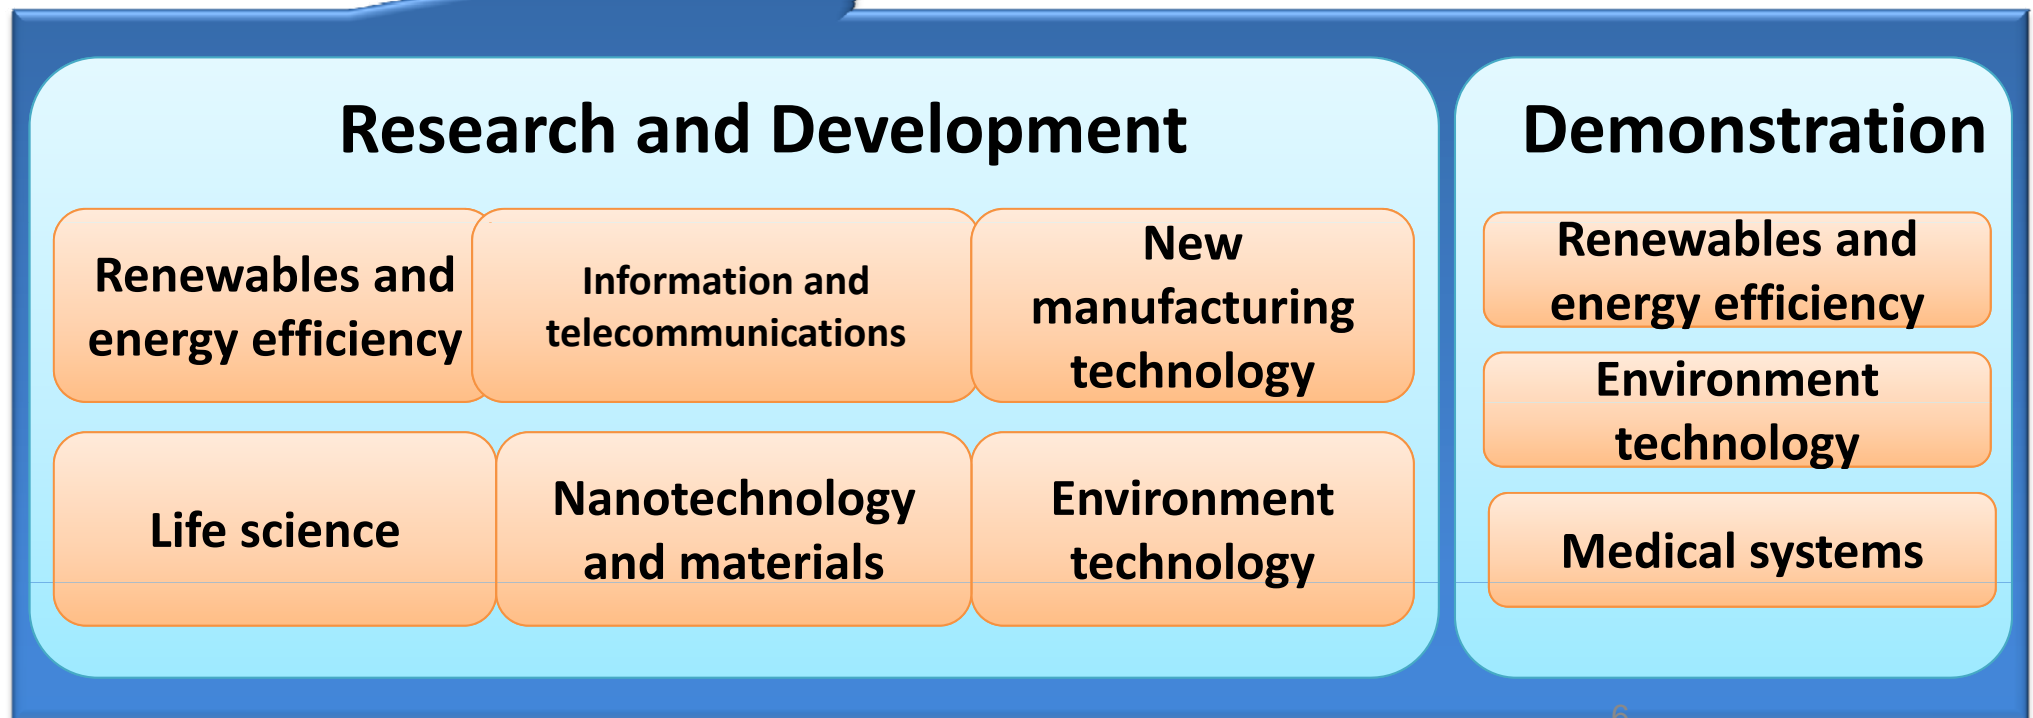 Research and Development
Renewables and
energy efficiency
Information and
telecommunications
New
manufacturing
technology
Life science
Nanotechnology
and materials
Environment
technology
Demonstration
Renewables and
energy efficiency
Environment
technology
Medical systems
6